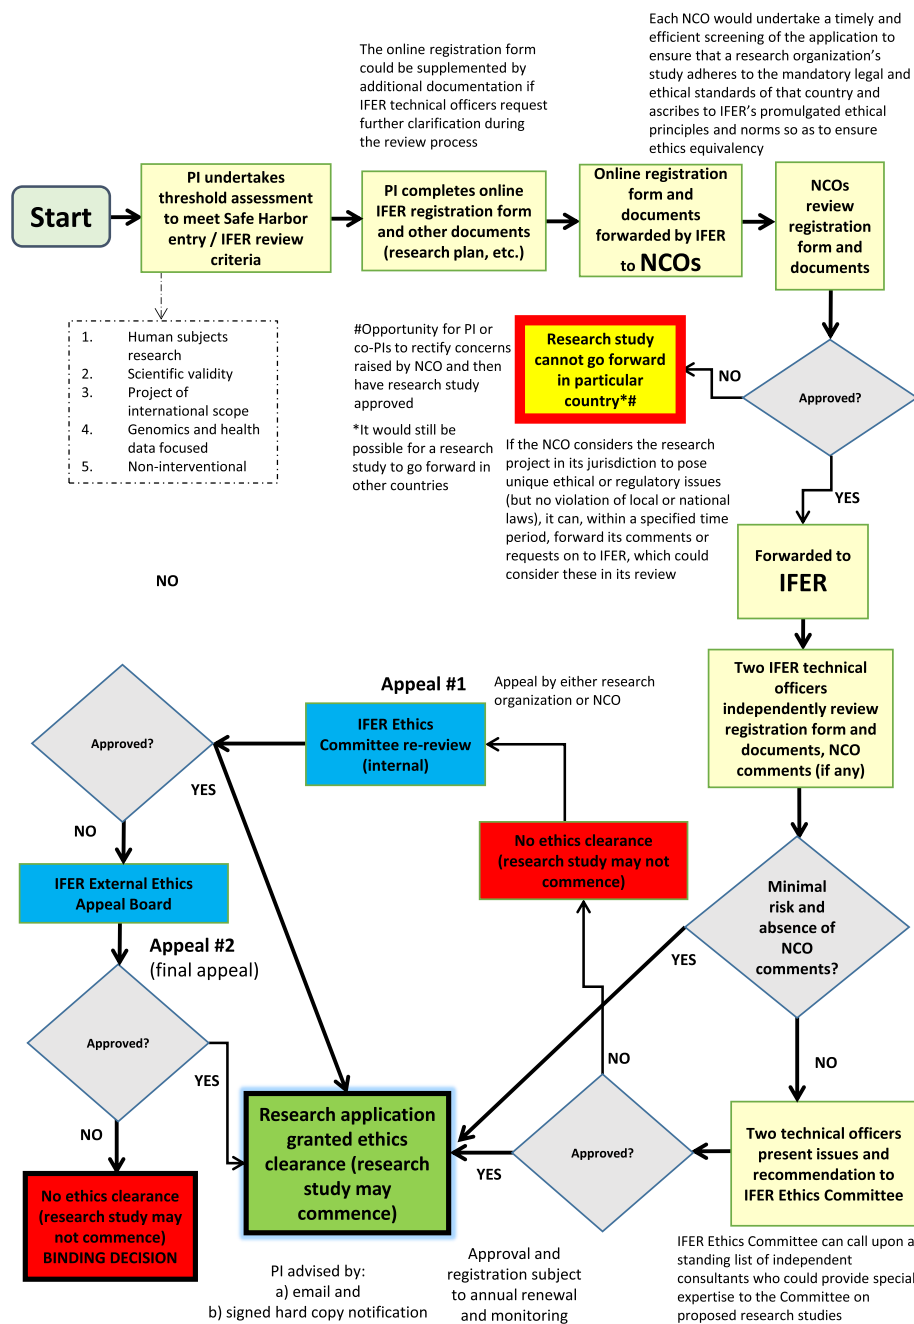 Each NCO would undertake a timely and
efficient screening of the application to
ensure that a research organization's
study adheres to the mandatory legal and
ethical standards of that country and
ascribes to IFER's promulgated ethical
principles and norms so as to ensure
ethics equivalency
The online registration form
could be supplemented by
additional documentation if
IFER technical officers request
further clarification during
the review process
Start
PI undertakes
threshold assessment
to meet Safe Harbor
entry / IFER review
criteria
PI completes online
IFER registration form
and other documents
(research plan, etc.)
Online registration
form and
documents
forwarded by IFER
to NCOs
NCOs
review
registration
form and
documents
1. Human subjects
research
2. Scientific validity
3. Project of
international scope
4. Genomics and health
data focused
5. Non-interventional
#Opportunity for PI or
co-PIs to rectify concerns
raised by NCO and then
have research study
approved
*It would still be
possible for a research
study to go forward in
other countries
Research study
cannot go forward
in particular
country*#
NO
Approved?
If the NCO considers the research
project in its jurisdiction to pose
unique ethical or regulatory issues
(but no violation of local or national
laws), it can, within a specified time
period, forward its comments or
requests on to IFER, which could
consider these in its review
YES
Forwarded to
IFER
NO
Two IFER technical
officers
independently review
registration form and
documents, NCO
comments (if any)
Appeal #1
Appeal by either research
organization or NCO
IFER Ethics
Committee re-review
(internal)
Approved?
YES
NO
No ethics clearance
(research study may not
commence)
IFER External Ethics
Appeal Board
Minimal
risk and
absence of
NCO
comments?
YES
NO
Appeal #2
(final appeal)
Approved?
YES
NO
No ethics clearance
(research study may
not commence)
BINDING DECISION
Research application
granted ethics
clearance (research
study may
commence)
NO
Approved?
YES
Two technical officers
present issues and
recommendation to
IFER Ethics Committee
PI advised by:
a) email and
b) signed hard copy notification
Approval and
registration subject
to annual renewal
and monitoring
IFER Ethics Committee can call upon a
standing list of independent
consultants who could provide special
expertise to the Committee on
proposed research studies